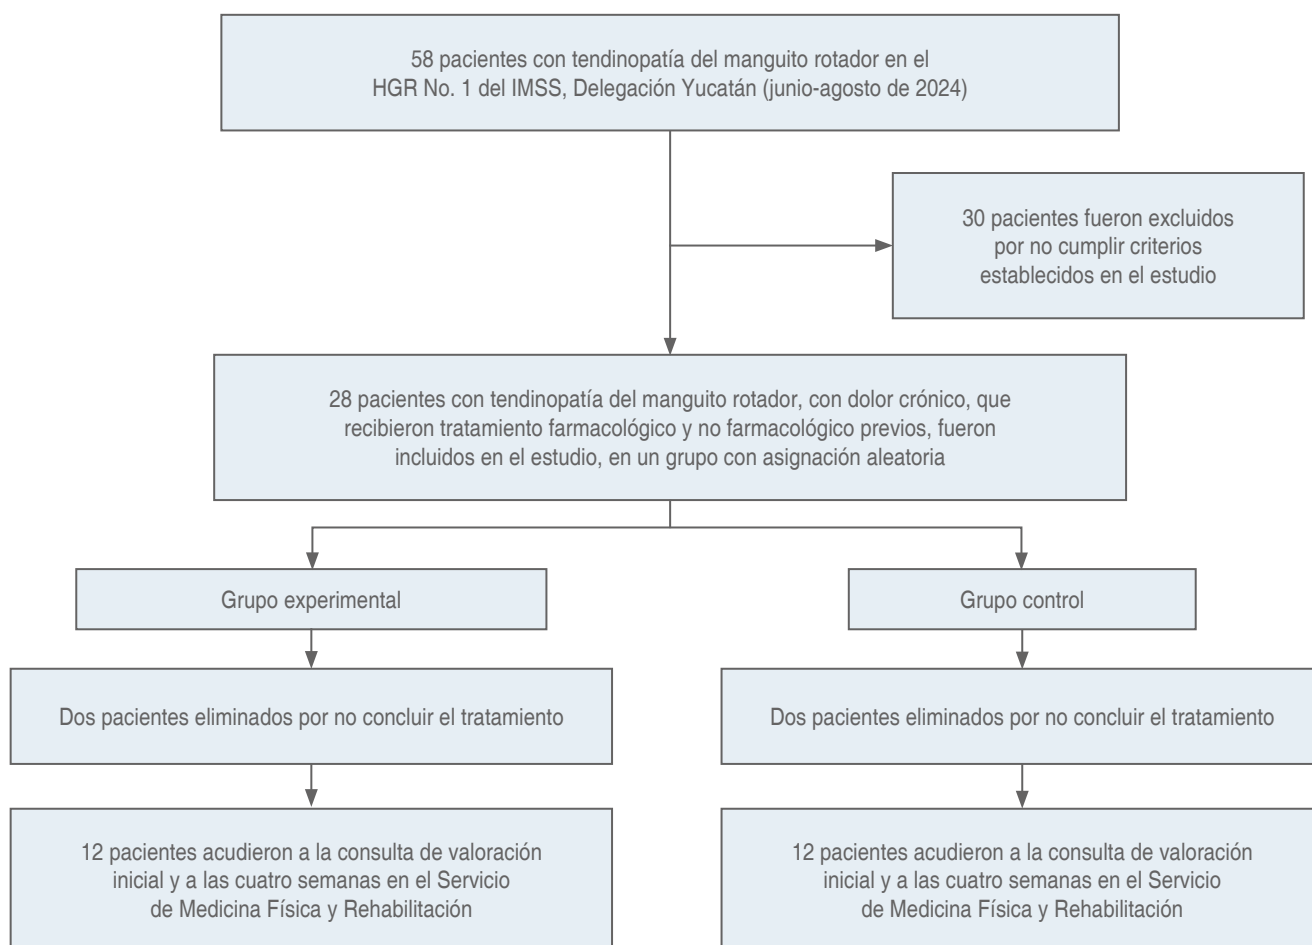 58 pacientes con tendinopatía del manguito rotador en el
HGR No. 1 del IMSS, Delegación Yucatán (junio-agosto de 2024)
30 pacientes fueron excluidos
por no cumplir criterios
establecidos en el estudio
28 pacientes con tendinopatía del manguito rotador, con dolor crónico, que
recibieron tratamiento farmacológico y no farmacológico previos, fueron
incluidos en el estudio, en un grupo con asignación aleatoria
Grupo experimental
Grupo control
Dos pacientes eliminados por no concluir el tratamiento
Dos pacientes eliminados por no concluir el tratamiento
12 pacientes acudieron a la consulta de valoración
inicial y a las cuatro semanas en el Servicio
de Medicina Física y Rehabilitación
12 pacientes acudieron a la consulta de valoración
inicial y a las cuatro semanas en el Servicio
de Medicina Física y Rehabilitación